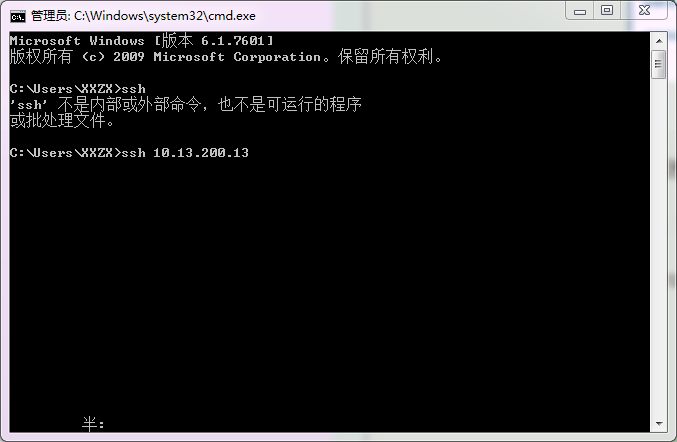 管理员: C:\Windows\system32\cmd.exe
Microsoft Windows [版本 6.1.7601]
版权所有 (c) 2009 Microsoft Corporation。保留所有权利。
C:\Users\XXZX>ssh
'ssh' 不是内部或外部命令，也不是可运行的程序
或批处理文件。
C:\Users\XXZX>ssh 10.13.200.13
半: